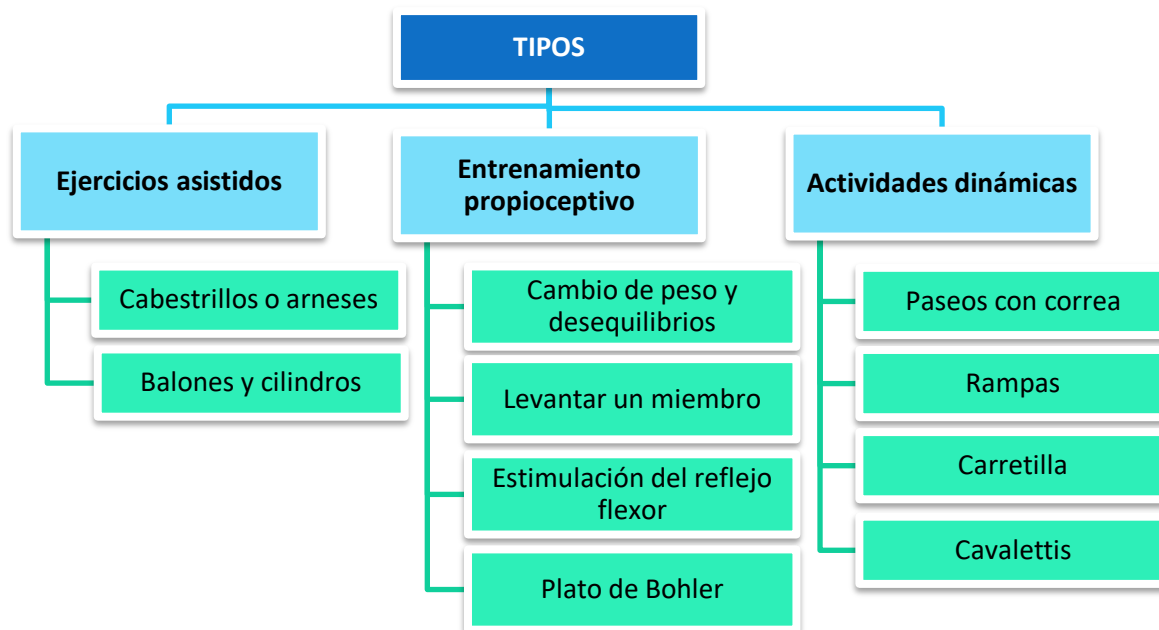 TIPOS
Ejercicios asistidos
Cabestrillos o arneses
Balones y cilindros
Entrenamiento
propioceptivo
Cambio de peso y
desequilibrios
Levantar un miembro
Estimulación del reflejo
flexor
Plato de Bohler
Actividades dinámicas
Paseos con correa
Rampas
Carretilla
Cavalettis